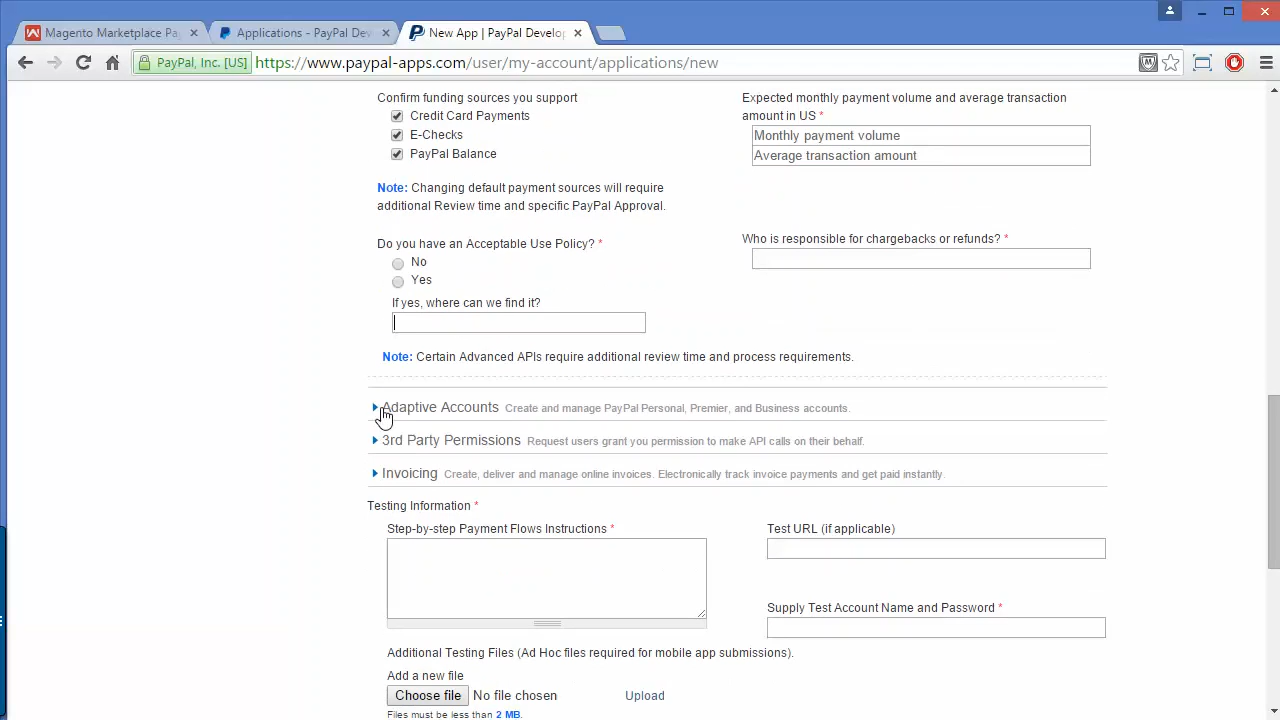 Magento Marketplace Pa
Applications - PayPal Dev
New App | PayPal Develop
PayPal, Inc. [US]
https://www.paypal-apps.com/user/my-account/applications/new
Confirm funding sources you support
Credit Card Payments
E-Checks
PayPal Balance
Note: Changing default payment sources will require
additional Review time and specific PayPal Approval.
Expected monthly payment volume and average transaction
amount in US *
Monthly payment volume
Average transaction amount
Do you have an Acceptable Use Policy? *
No
Yes
If yes, where can we find it?
Who is responsible for chargebacks or refunds? *
Note: Certain Advanced APIs require additional review time and process requirements.
Adaptive Accounts Create and manage PayPal Personal, Premier, and Business accounts.
3rd Party Permissions Request users grant you permission to make API calls on their behalf.
Invoicing Create, deliver and manage online invoices. Electronically track invoice payments and get paid instantly.
Testing Information *
Step-by-step Payment Flows Instructions *
Test URL (if applicable)
Supply Test Account Name and Password *
Additional Testing Files (Ad Hoc files required for mobile app submissions).
Add a new file
Choose file No file chosen Upload
Files must be less than 2 MB.